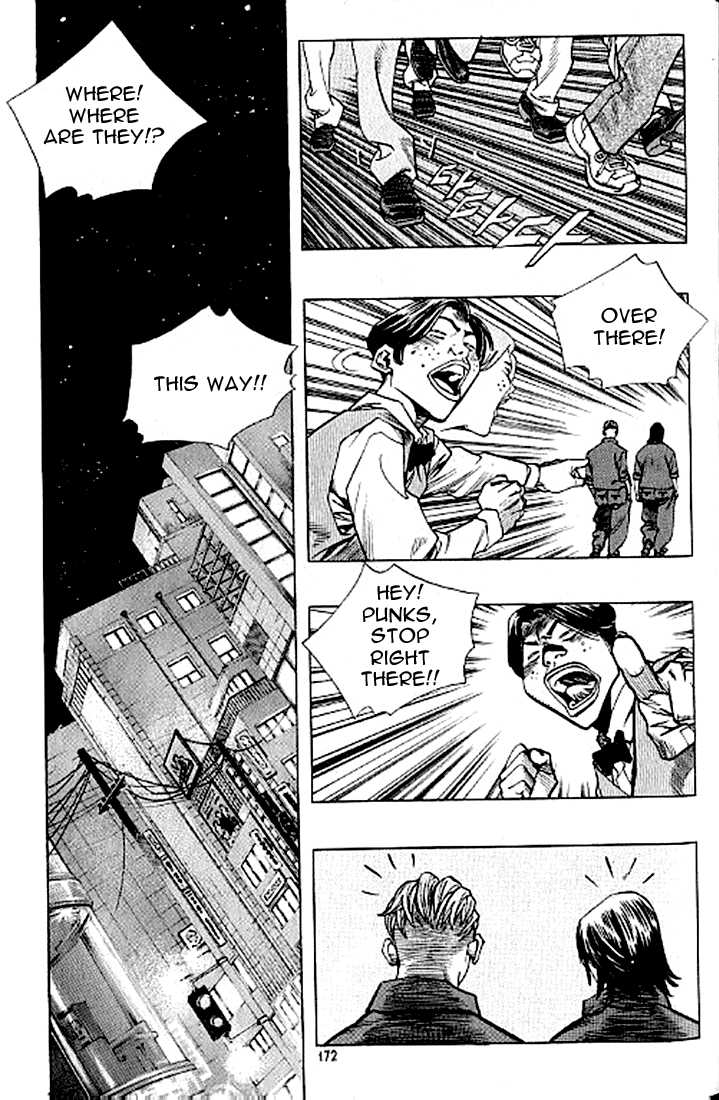 WHERE!
WHERE
ARE THEY!?
THIS WAY!!
OVER
THERE!
HEY!
PUNKS,
STOP
RIGHT
THERE!!
172